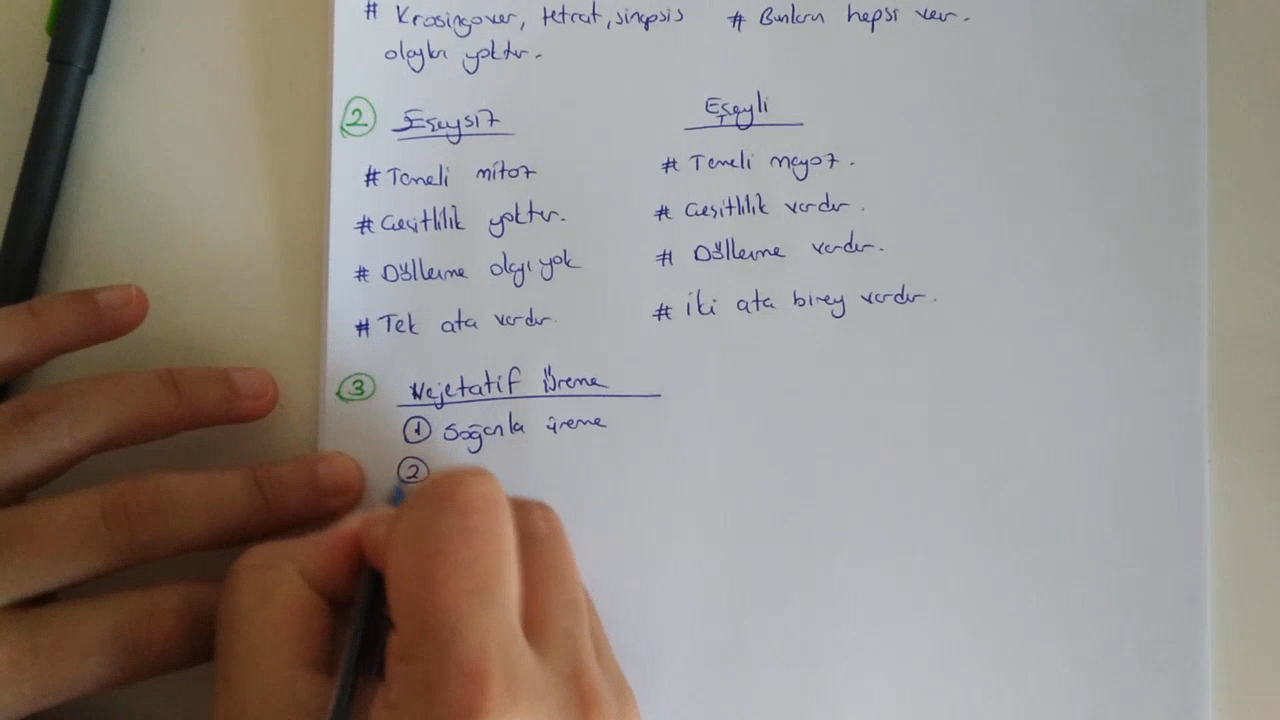 # Krosingover, tetrat, sinapsis
olayları yoktur.
# Bunların hepsi var.
2 Eşeysiz
# Temeli mitoz
# Çeşitlilik yoktur.
# Döllenme olayı yok
# Tek ata vardır.
Eşeyli
# Temeli mayoz.
# Çeşitlilik vardır.
# Döllenme vardır.
# iki ata birey vardır.
3 Vejetatif Üreme
1 Soğanla üreme
2